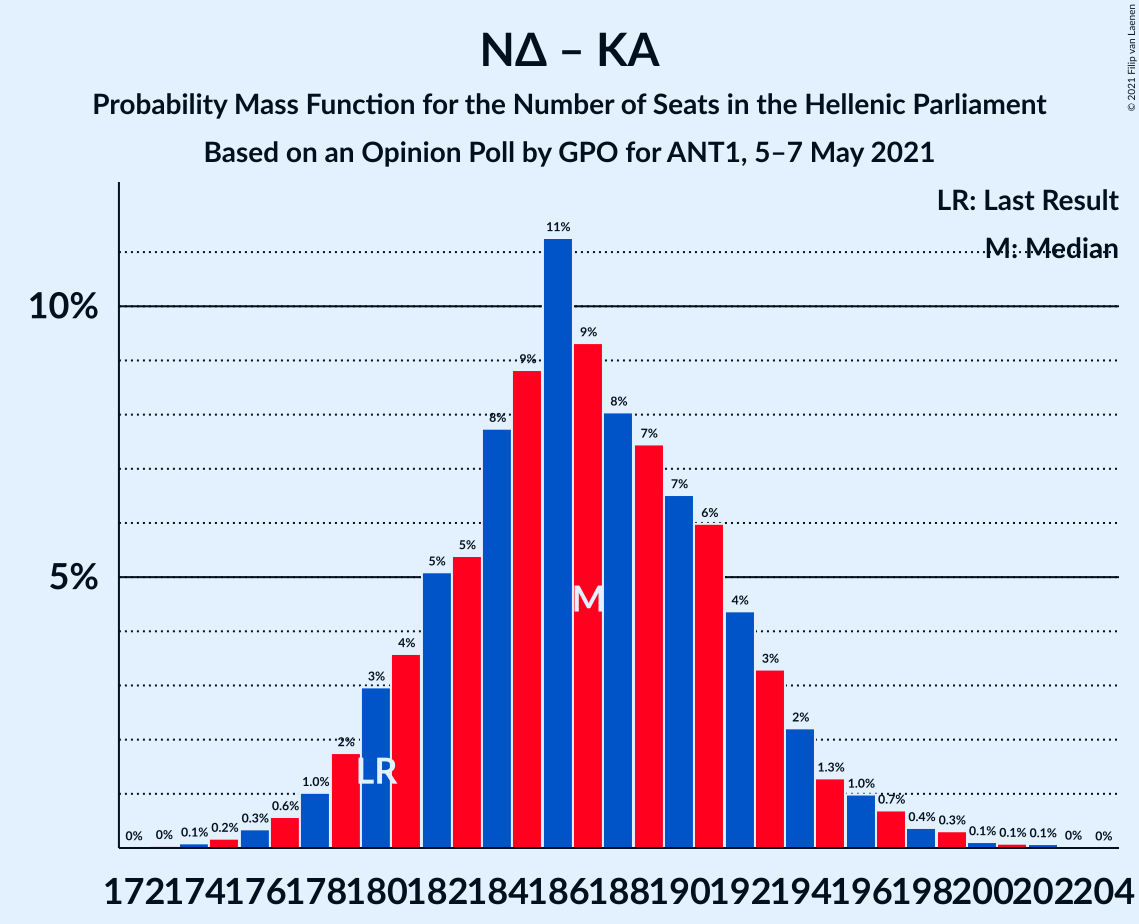 ΝΔ – ΚΑ
Probability Mass Function for the Number of Seats in the Hellenic Parliament
Based on an Opinion Poll by GPO for ANT1, 5–7 May 2021
© 2021 Filip van Laenen
LR: Last Result
M: Median
10%
5%
0% 0% 0.1% 0.2% 0.3% 0.6% 1.0% 2% 3% 4% 5% 5% 8% 9% 11% 9% 8% 7% 7% 6% 4% 3% 2% 1.3% 1.0% 0.7% 0.4% 0.3% 0.1% 0.1% 0.1% 0% 0%
M
LR
172 174 176 178 180 182 184 186 188 190 192 194 196 198 200 202 204